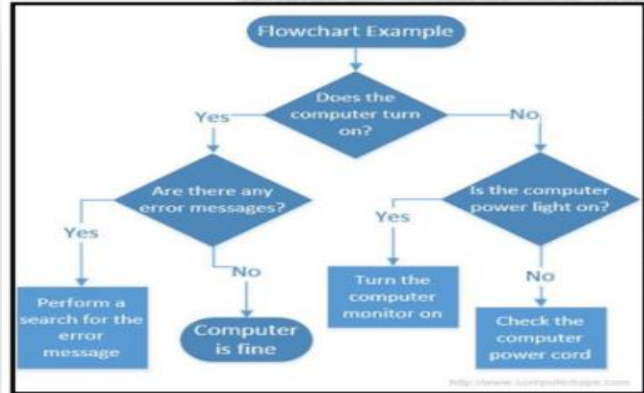 Flowchart Example
Does the
computer turn
on?
Yes
No
Are there any
error messages?
Is the computer
power light on?
Yes
No
Yes
No
Perform a
search for the
error
message
Computer
is fine
Turn the
computer
monitor on
Check the
computer
power cord
http://www.computerhope.com